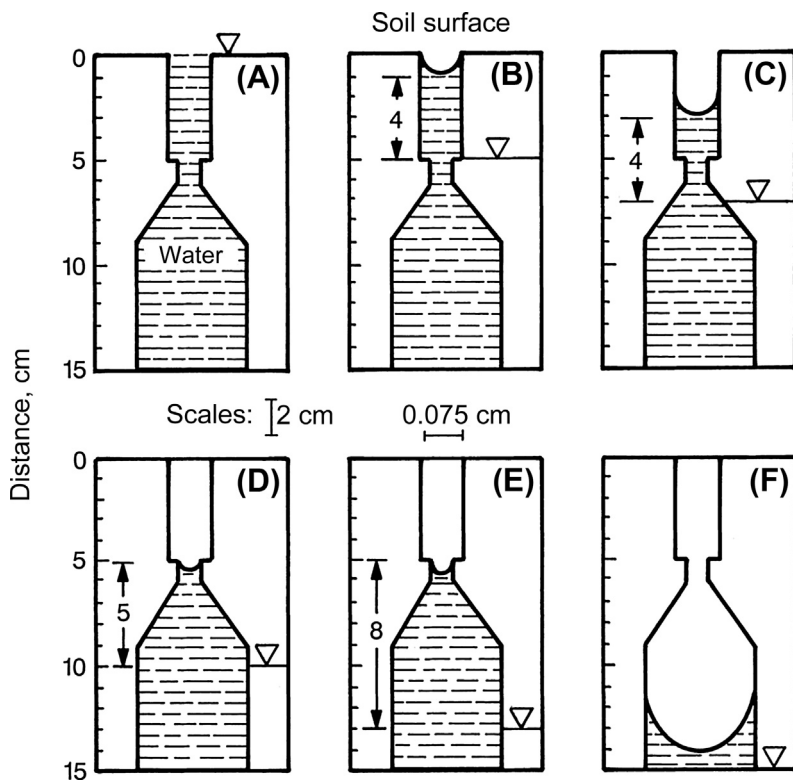 Soil surface
0
5
10
15
(A)
Water
(B)
4
(C)
4
Distance, cm
Scales: 2 cm 0.075 cm
0
5
10
15
(D)
5
(E)
8
(F)